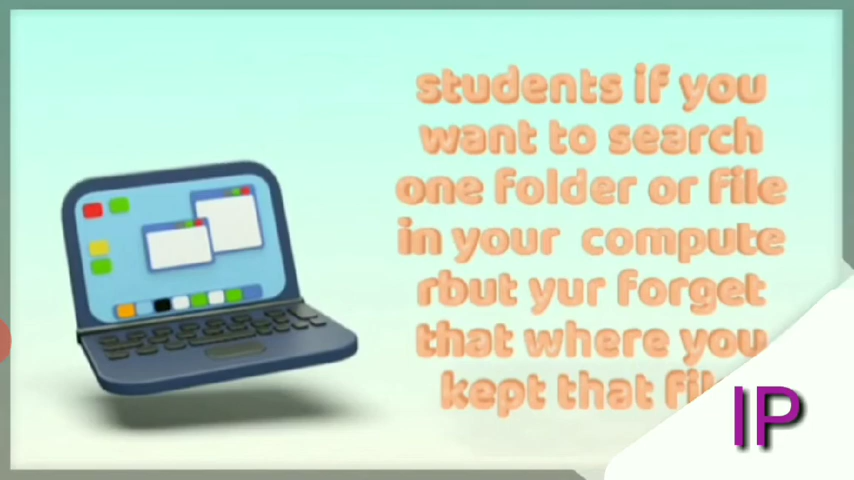 students if you
want to search
one folder or file
in your compute
rbut yur forget
that where you
kept that
IP